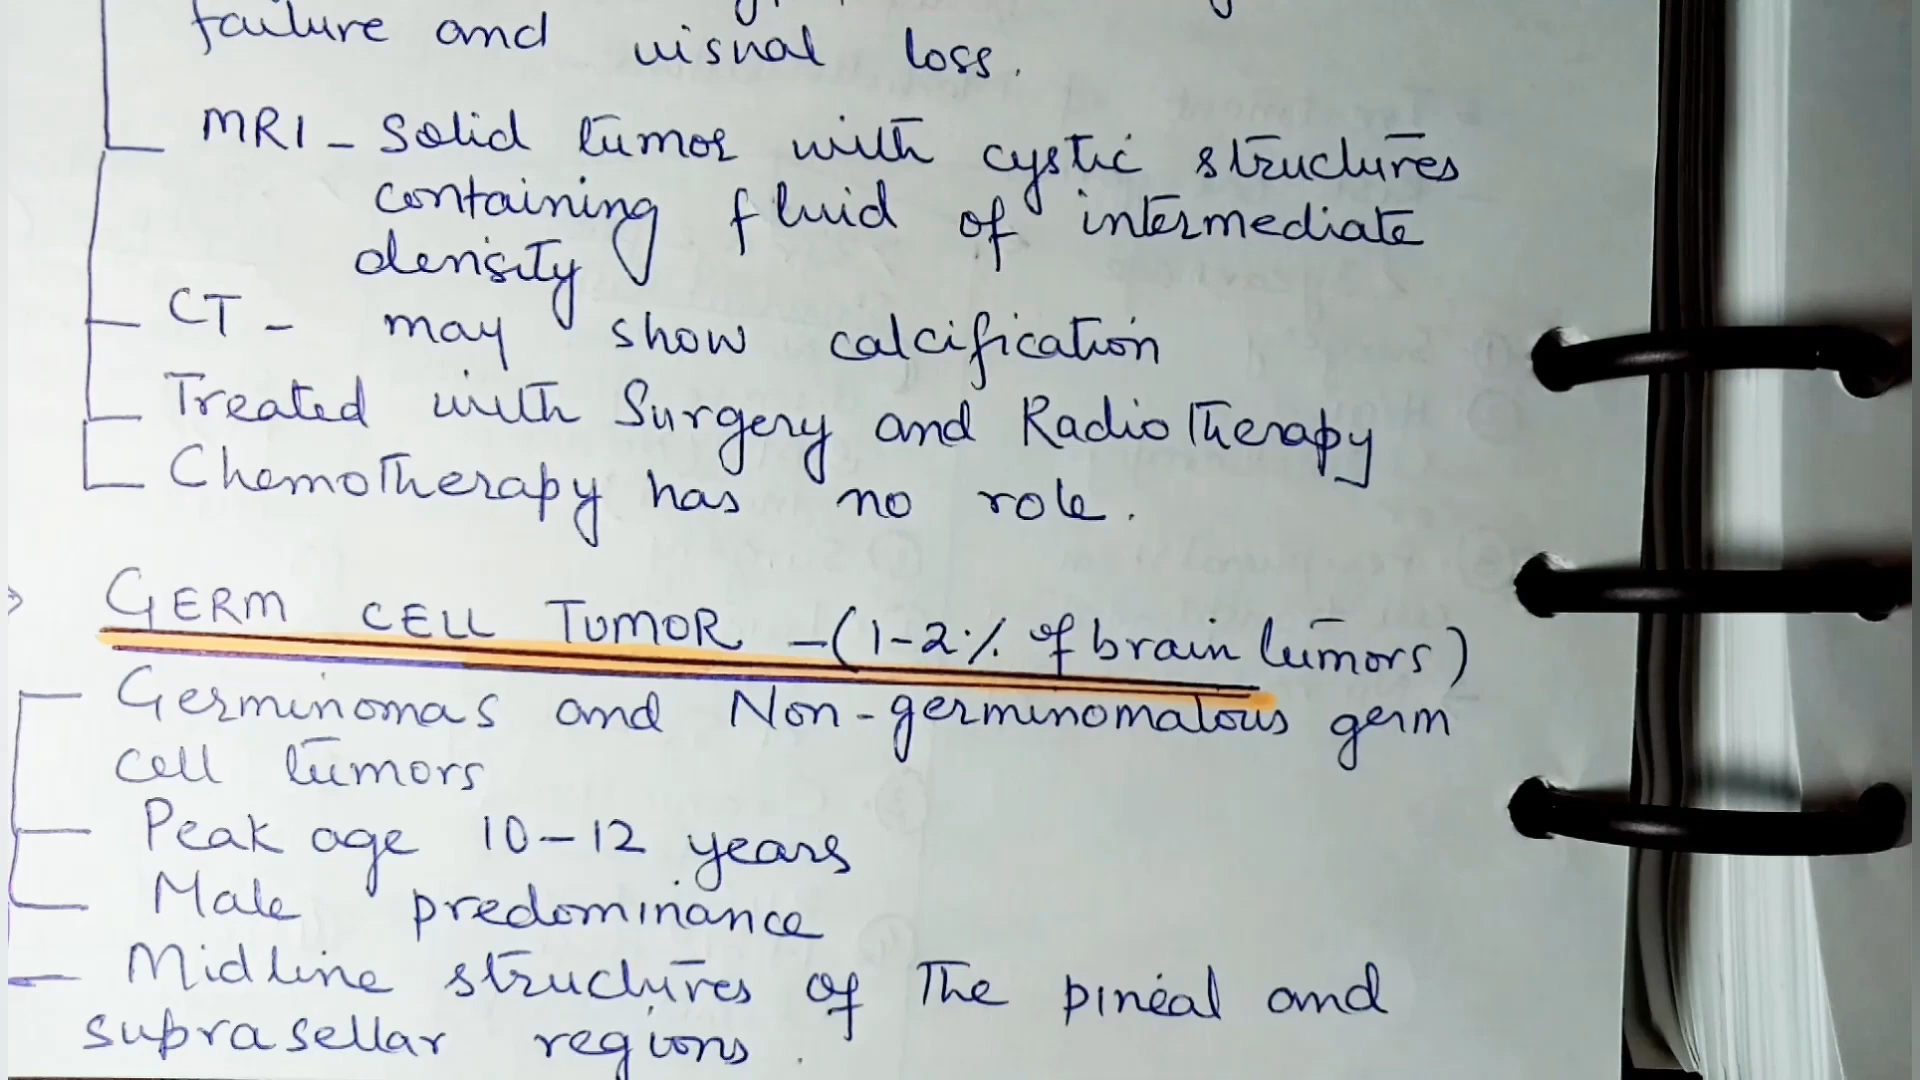 failure and visual loss.
MRI - Solid tumor with cystic structures
containing fluid of intermediate
density
CT - may show calcification
Treated with Surgery and Radiotherapy
Chemotherapy has no role.
GERM CELL TUMOR - (1-2% of brain tumors)
Germinomas and Non-germinomatous germ
cell tumors
Peak age 10-12 years
Male predominance
Midline structures of the pineal and
suprasellar regions.